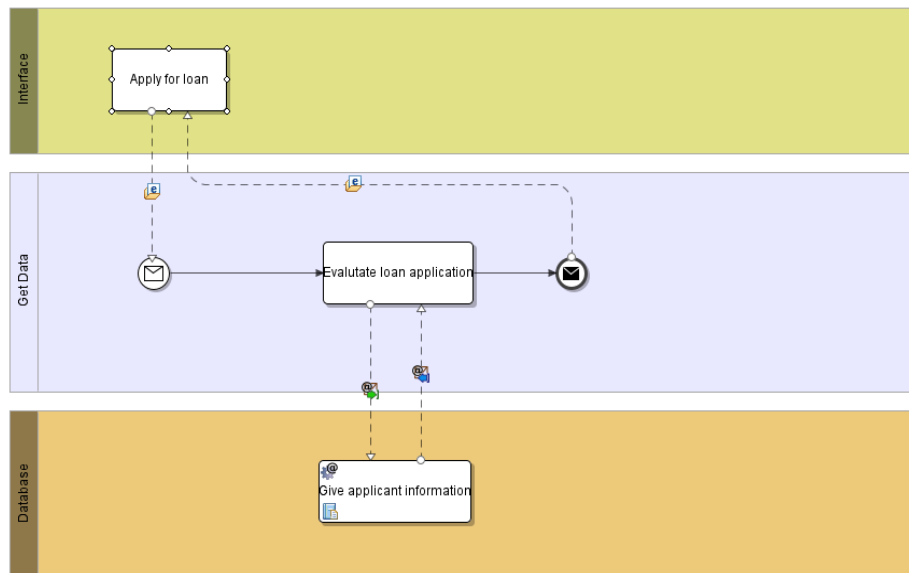 Interface
Apply for loan
Get Data
Evalutate loan application
Database
Give applicant information